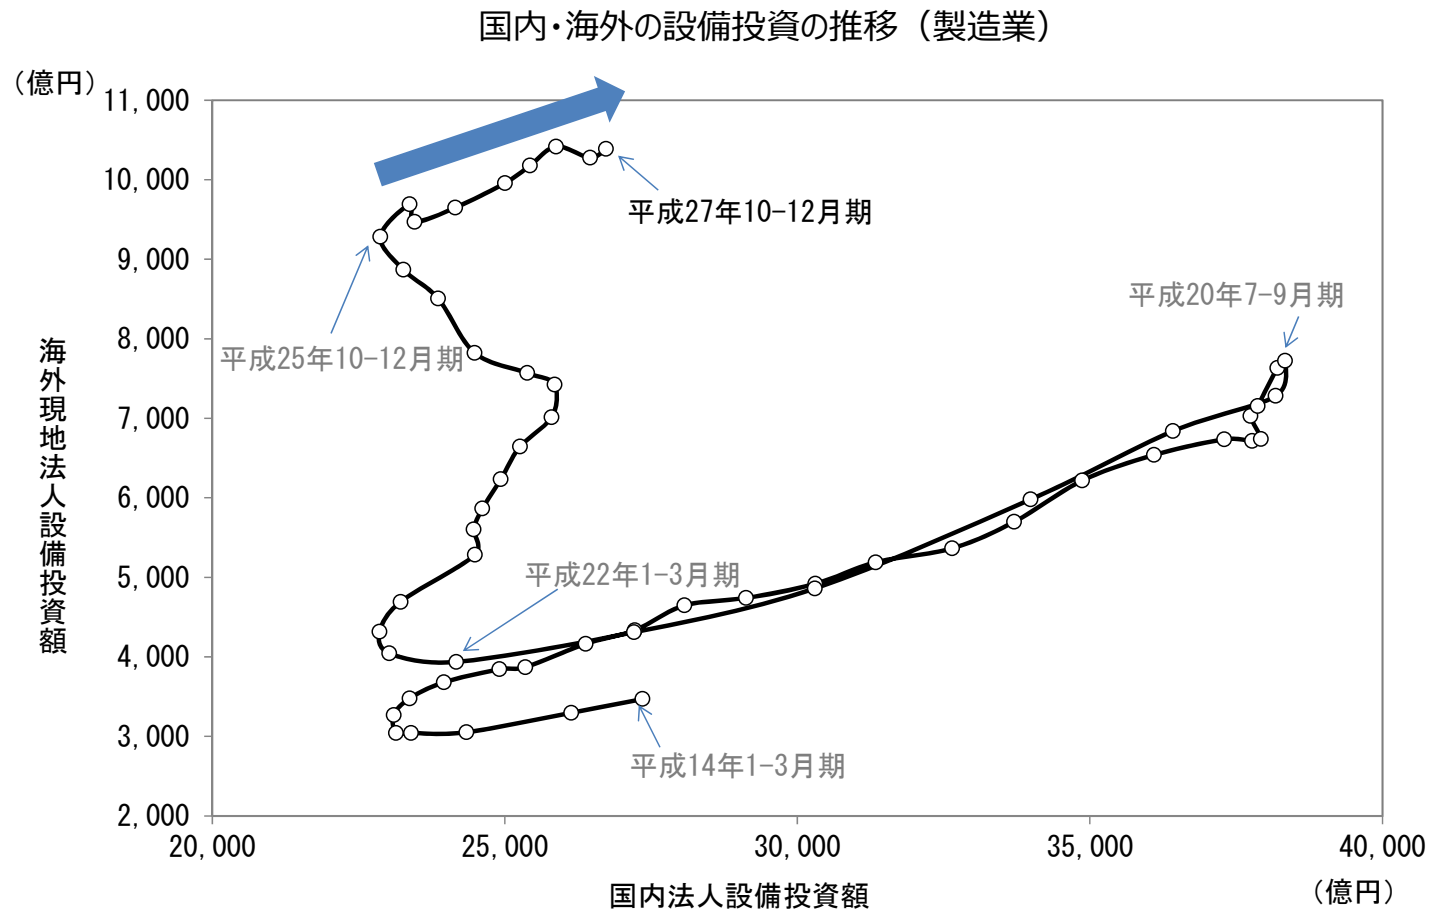 国内・海外の設備投資の推移（製造業）
（億円）
11,000
10,000
9,000
8,000
7,000
6,000
5,000
4,000
3,000
2,000
海外現地法人設備投資額
平成27年10-12月期
平成20年7-9月期
平成25年10-12月期
平成22年1-3月期
平成14年1-3月期
20,000
25,000
30,000
35,000
40,000
国内法人設備投資額
（億円）